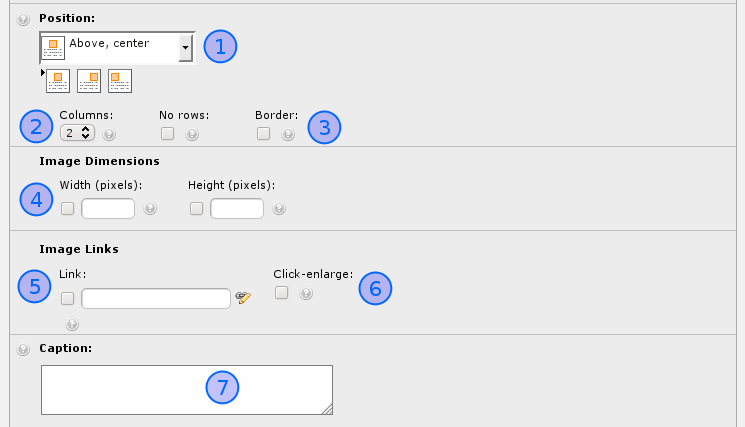 Position:
Above, center
1
Columns: No rows: Border:
2 2 3
Image Dimensions
Width (pixels): Height (pixels):
4
Image Links
Link: Click-enlarge:
5 6
Caption:
7